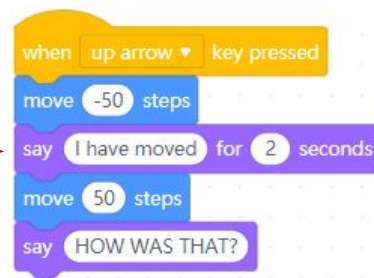 when up arrow ▼ key pressed
move -50 steps
say I have moved for 2 seconds
move 50 steps
say HOW WAS THAT?